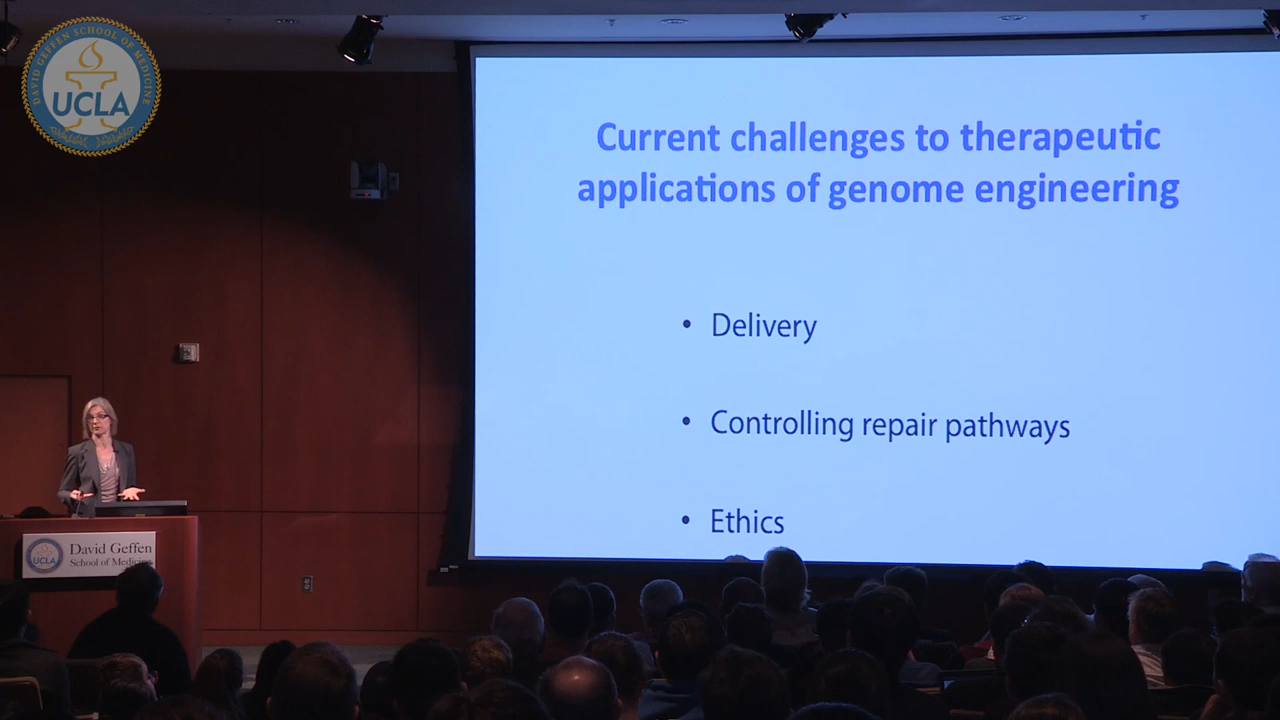 DAVID GEFFEN SCHOOL OF MEDICINE
UCLA
Current challenges to therapeutic
applications of genome engineering
• Delivery
• Controlling repair pathways
• Ethics
UCLA
David Geffen
School of Medicine